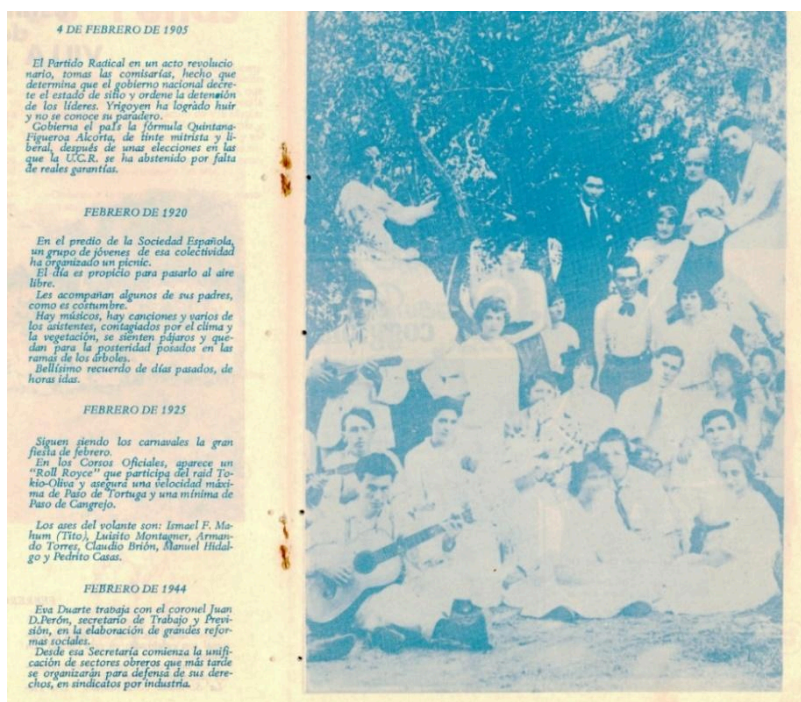 4 DE FEBRERO DE 1905
El Partido Radical en un acto revolucio
nario, tomas las comisarías, hecho que
determina que el gobierno nacional decre-
te el estado de sitio y ordene la detención
de los líderes. Yrigoyen ha logrado huir
y no se conoce su paradero.
Gobierna el país la fórmula Quintana-
Figueroa Alcorta, de tinte mitrista y li-
beral, después de unas elecciones en las
que la U.C.R. se ha abstenido por falta
de reales garantías.
FEBRERO DE 1920
En el predio de la Sociedad Española,
un grupo de jóvenes de esa colectividad
ha organizado un picnic.
El día es propicio para pasarlo al aire
libre.
Les acompañan algunos de sus padres,
como es costumbre.
Hay músicos, hay canciones y varios de
los asistentes, contagiados por el clima y
la vegetación, se sienten pájaros y que-
dan para la posteridad posados en las
ramas de los árboles.
Bellísimo recuerdo de días pasados, de
horas idas.
FEBRERO DE 1925
Siguen siendo los carnavales la gran
fiesta de febrero.
En los Corsos Oficiales, aparece un
"Roll Royce" que participa del raid To-
kio-Oliva y asegura una velocidad máxi-
ma de Paso de Tortuga y una mínima de
Paso de Cangrejo.
Los ases del volante son: Ismael F. Ma-
hum (Tito), Luisito Montagner, Arman-
do Torres, Claudio Brión, Manuel Hidal-
go y Pedrito Casas.
FEBRERO DE 1944
Eva Duarte trabaja con el coronel Juan
D.Perón, secretario de Trabajo y Previ-
sión, en la elaboración de grandes refor-
mas sociales.
Desde esa Secretaría comienza la unifi-
cación de sectores obreros que más tarde
se organizarán para defensa de sus dere-
chos, en sindicatos por industria.